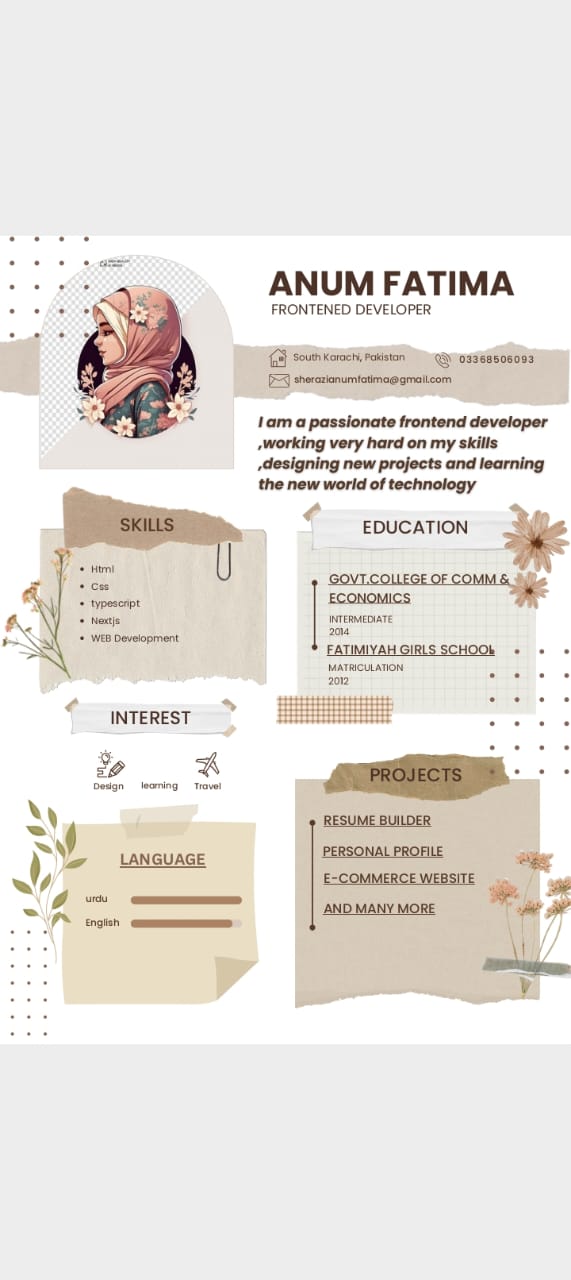 ANUM FATIMA
FRONTENED DEVELOPER
South Karachi, Pakistan
03368506093
sherazianumfatima@gmail.com
I am a passionate frontend developer
,working very hard on my skills
,designing new projects and learning
the new world of technology
SKILLS
Html
Css
typescript
Nextjs
WEB Development
EDUCATION
GOVT.COLLEGE OF COMM &
ECONOMICS
INTERMEDIATE
2014
FATIMIYAH GIRLS SCHOOL
MATRICULATION
2012
INTEREST
Design
learning
Travel
LANGUAGE
urdu
English
PROJECTS
RESUME BUILDER
PERSONAL PROFILE
E-COMMERCE WEBSITE
AND MANY MORE